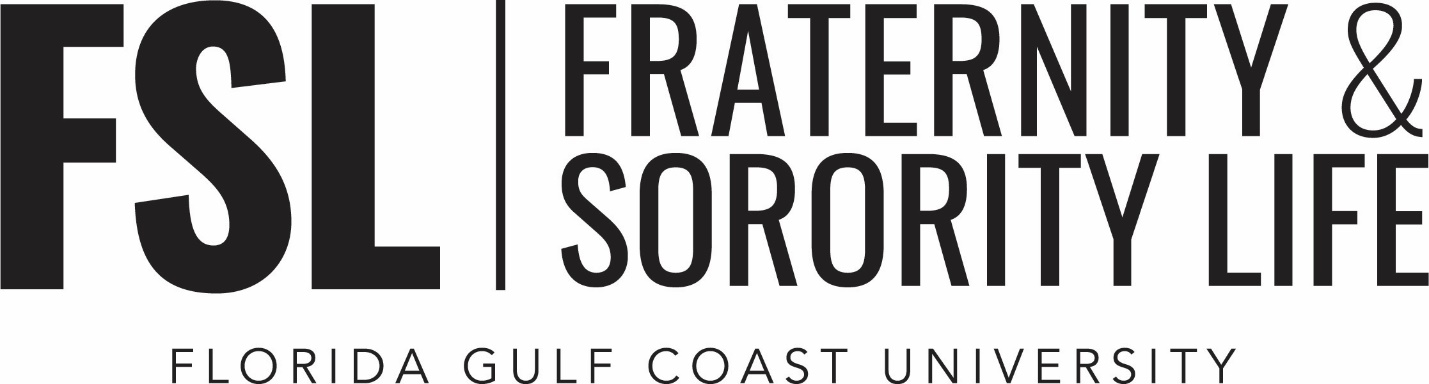 FSL
FRATERNITY &
SORORITY LIFE
FLORIDA GULF COAST UNIVERSITY